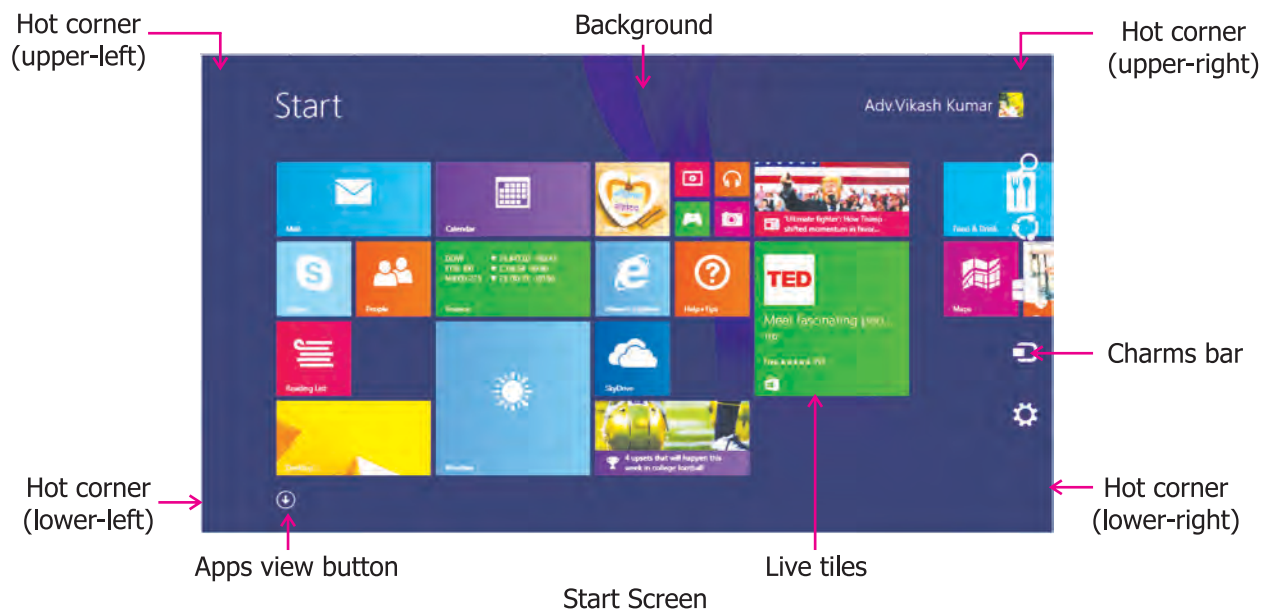 Hot corner
(upper-left)
Background
Hot corner
(upper-right)
Start
Adv.Vikash Kumar
Mail
Calendar
'Ultimate fighter': How Trump
shifted momentum in favor...
Food & Drink
People
Finance
Internet Explorer
Help+Tips
TED
Meet fascinating peo...
Maps
Reading List
SkyDrive
Charms bar
4 upsets that will happen this
week in college football
Weather
Hot corner
(lower-left)
Hot corner
(lower-right)
Apps view button
Live tiles
Start Screen